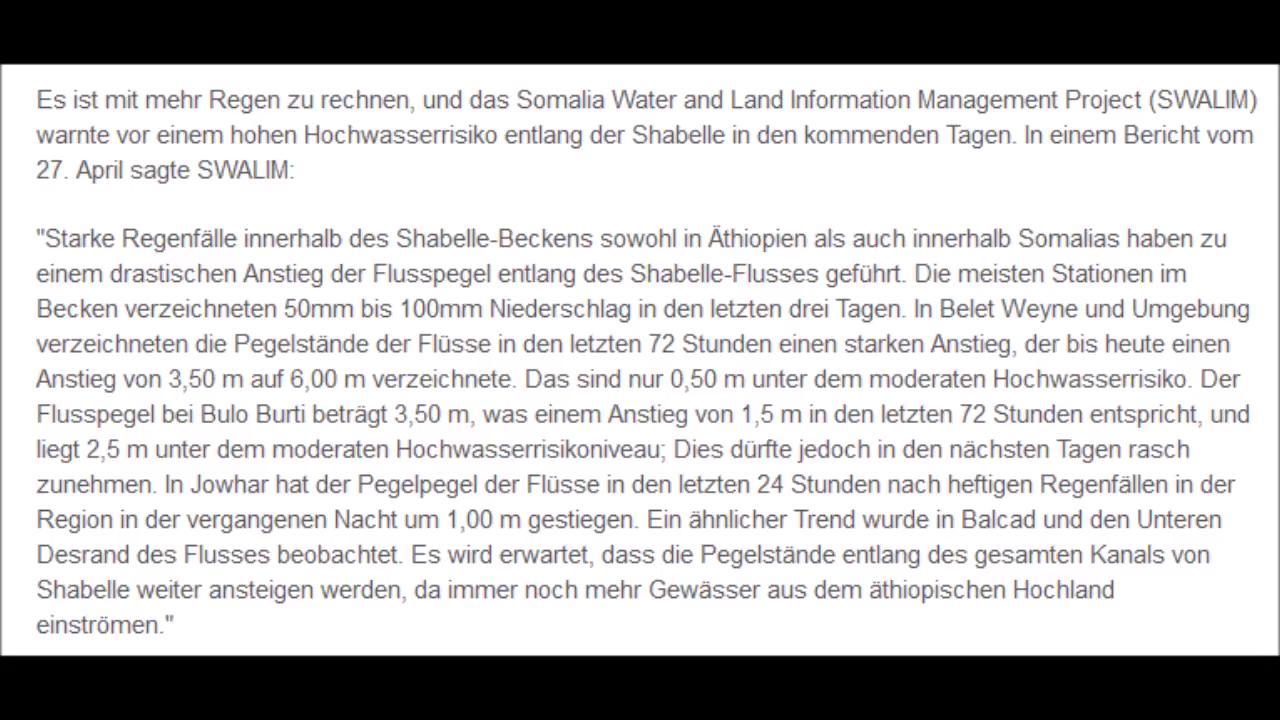 Es ist mit mehr Regen zu rechnen, und das Somalia Water and Land Information Management Project (SWALIM)
warnte vor einem hohen Hochwasserrisiko entlang der Shabelle in den kommenden Tagen. In einem Bericht vom
27. April sagte SWALIM:
"Starke Regenfälle innerhalb des Shabelle-Beckens sowohl in Äthiopien als auch innerhalb Somalias haben zu
einem drastischen Anstieg der Flusspegel entlang des Shabelle-Flusses geführt. Die meisten Stationen im
Becken verzeichneten 50mm bis 100mm Niederschlag in den letzten drei Tagen. In Belet Weyne und Umgebung
verzeichneten die Pegelstände der Flüsse in den letzten 72 Stunden einen starken Anstieg, der bis heute einen
Anstieg von 3,50 m auf 6,00 m verzeichnete. Das sind nur 0,50 m unter dem moderaten Hochwasserrisiko. Der
Flusspegel bei Bulo Burti beträgt 3,50 m, was einem Anstieg von 1,5 m in den letzten 72 Stunden entspricht, und
liegt 2,5 m unter dem moderaten Hochwasserrisikoniveau; Dies dürfte jedoch in den nächsten Tagen rasch
zunehmen. In Jowhar hat der Pegelpegel der Flüsse in den letzten 24 Stunden nach heftigen Regenfällen in der
Region in der vergangenen Nacht um 1,00 m gestiegen. Ein ähnlicher Trend wurde in Balcad und den Unteren
Desrand des Flusses beobachtet. Es wird erwartet, dass die Pegelstände entlang des gesamten Kanals von
Shabelle weiter ansteigen werden, da immer noch mehr Gewässer aus dem äthiopischen Hochland
einströmen."